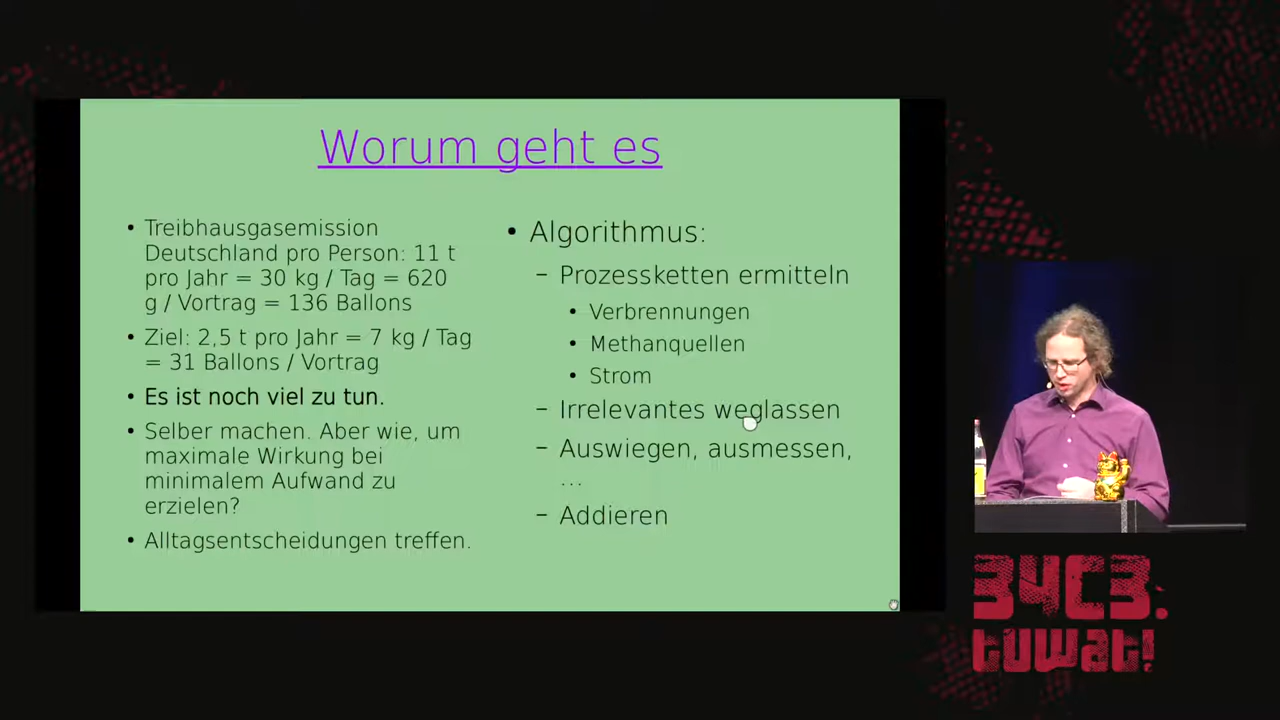 Worum geht es
• Treibhausgasemission
Deutschland pro Person: 11 t
pro Jahr = 30 kg / Tag = 620
g / Vortrag = 136 Ballons
• Ziel: 2,5 t pro Jahr = 7 kg / Tag
= 31 Ballons / Vortrag
• Es ist noch viel zu tun.
• Selber machen. Aber wie, um
maximale Wirkung bei
minimalem Aufwand zu
erzielen?
• Alltagsentscheidungen treffen.
• Algorithmus:
– Prozessketten ermitteln
• Verbrennungen
• Methanquellen
• Strom
– Irrelevantes weglassen
– Auswiegen, ausmessen,
...
– Addieren
34C3.
tuwat!